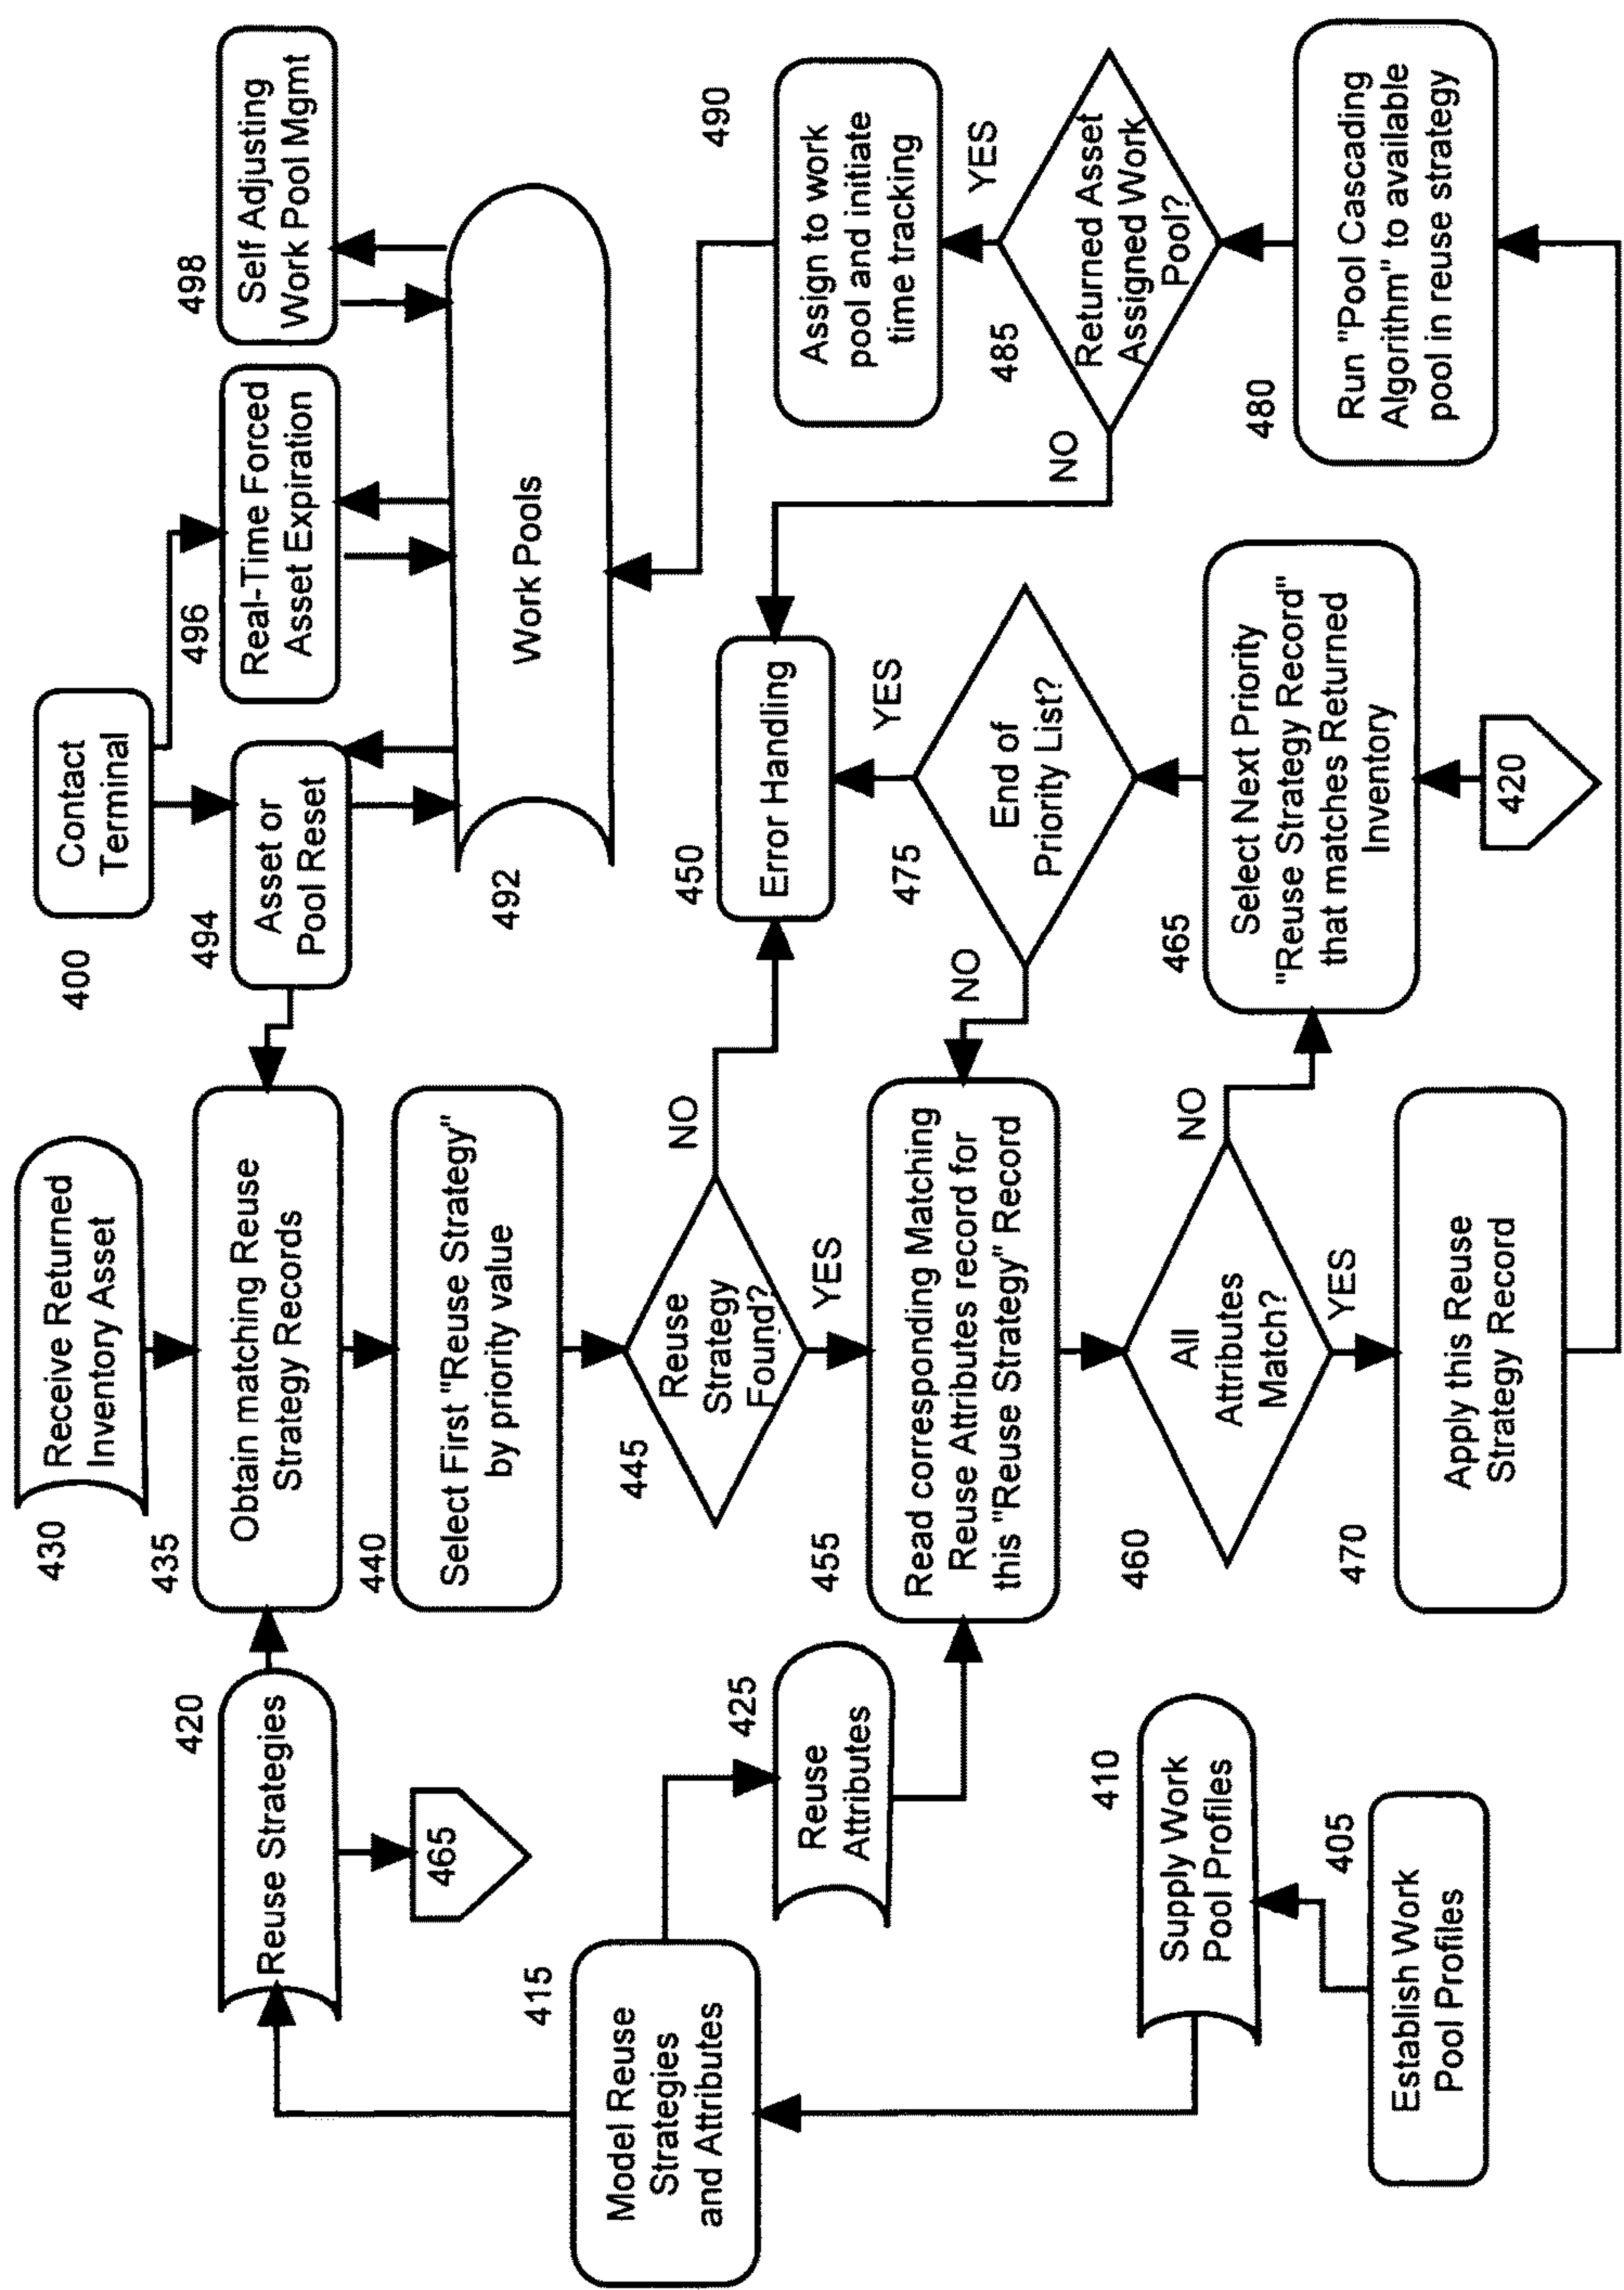 400
Contact
Terminal
430
Receive Returned
Inventory Asset
420
Reuse Strategies
435
Obtain matching Reuse
Strategy Records
494
Asset or
Pool Reset
496
Real-Time Forced
Asset Expiration
498
Self Adjusting
Work Pool Mgmt
465
440
Select First "Reuse Strategy"
by priority value
492
Work Pools
415
Model Reuse
Strategies
and Attributes
445
Reuse
Strategy
Found?
NO
YES
450
Error Handling
490
Assign to work
pool and initiate
time tracking
425
Reuse
Attributes
455
Read corresponding Matching
Reuse Attributes record for
this "Reuse Strategy" Record
NO
475
End of
Priority List?
YES
NO
485
Returned Asset
Assigned Work
Pool?
YES
410
Supply Work
Pool Profiles
460
All
Attributes
Match?
NO
YES
465
Select Next Priority
"Reuse Strategy Record"
that matches Returned
Inventory
480
Run "Pool Cascading
Algorithm" to available
pool in reuse strategy
405
Establish Work
Pool Profiles
470
Apply this Reuse
Strategy Record
420